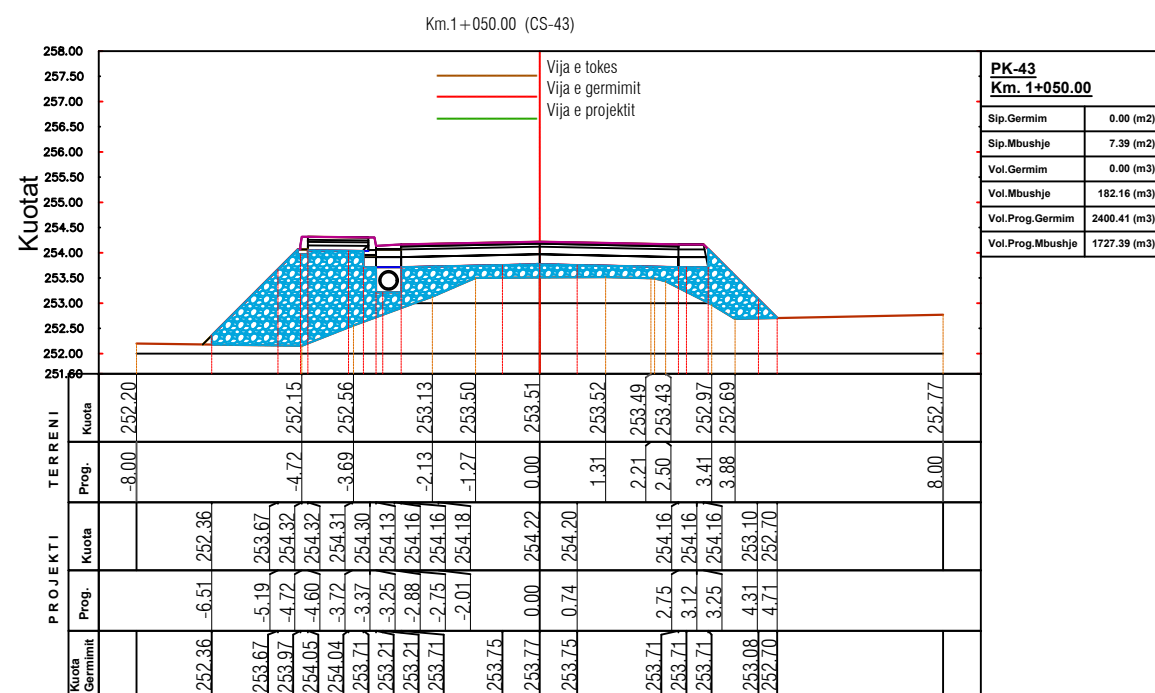 Km.1+050.00 (CS-43)
258.00
257.50
257.00
256.50
256.00
255.50
255.00
254.50
254.00
253.50
253.00
252.50
252.00
251.60
Kuotat
Vija e tokes
Vija e germimit
Vija e projektit
PK-43
Km. 1+050.00
Sip.Germim 0.00 (m2)
Sip.Mbushje 7.39 (m2)
Vol.Germim 0.00 (m3)
Vol.Mbushje 182.16 (m3)
Vol.Prog.Germim 2400.41 (m3)
Vol.Prog.Mbushje 1727.39 (m3)
TERRENI
Kuota 252.20 252.15 252.56 253.13 253.50 253.51 253.52 253.49 253.43 252.97 252.69 252.77
Prog. -8.00 -4.72 -3.69 -2.13 -1.27 0.00 1.31 2.21 2.50 3.41 3.88 8.00
PROJEKTI
Kuota 252.36 253.67 254.32 254.32 254.31 254.30 254.13 254.16 254.16 254.18 254.22 254.20 254.16 254.16 254.16 253.10 252.70
Prog. -6.51 -5.19 -4.72 -4.60 -3.72 -3.37 -3.25 -2.88 -2.75 -2.01 0.00 0.74 2.75 3.12 3.25 4.31 4.71
Kuota Germimit 252.36 253.67 253.97 254.05 254.04 253.71 253.21 253.21 253.71 253.75 253.77 253.75 253.71 253.71 253.71 253.08 252.70